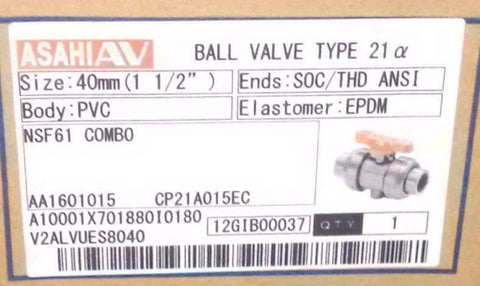 ASAHI AV BALL VALVE TYPE 21α
Size:40mm(1 1/2") Ends:SOC/THD ANSI
Body:PVC Elastomer:EPDM
NSF61 COMBO
AA1601015 CP21A015EC
A10001X701880I0180
V2ALVUES8040 12GIB00037 QTY 1